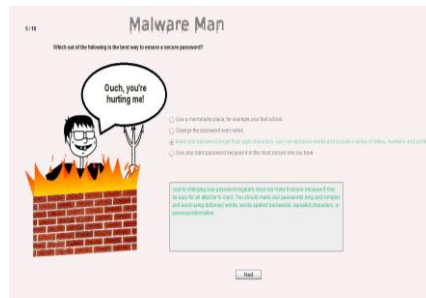 5 / 10
Malware Man
Which out of the following is the best way to ensure a secure password?
Ouch, you're
hurting me!
Use a memorable place, for example your first school
Change the password every week
Make your password longer than eight characters, use non dictionary words and include a variety of letters, numbers and
Use your bank password because it is the most secure one you have
Just by changing your password regularly does not make it secure because it may
be easy for an attacker to crack. You should make your passwords long and complex
and avoid using dictionary words, words spelled backwards, repeated characters, or
personal information.
Next